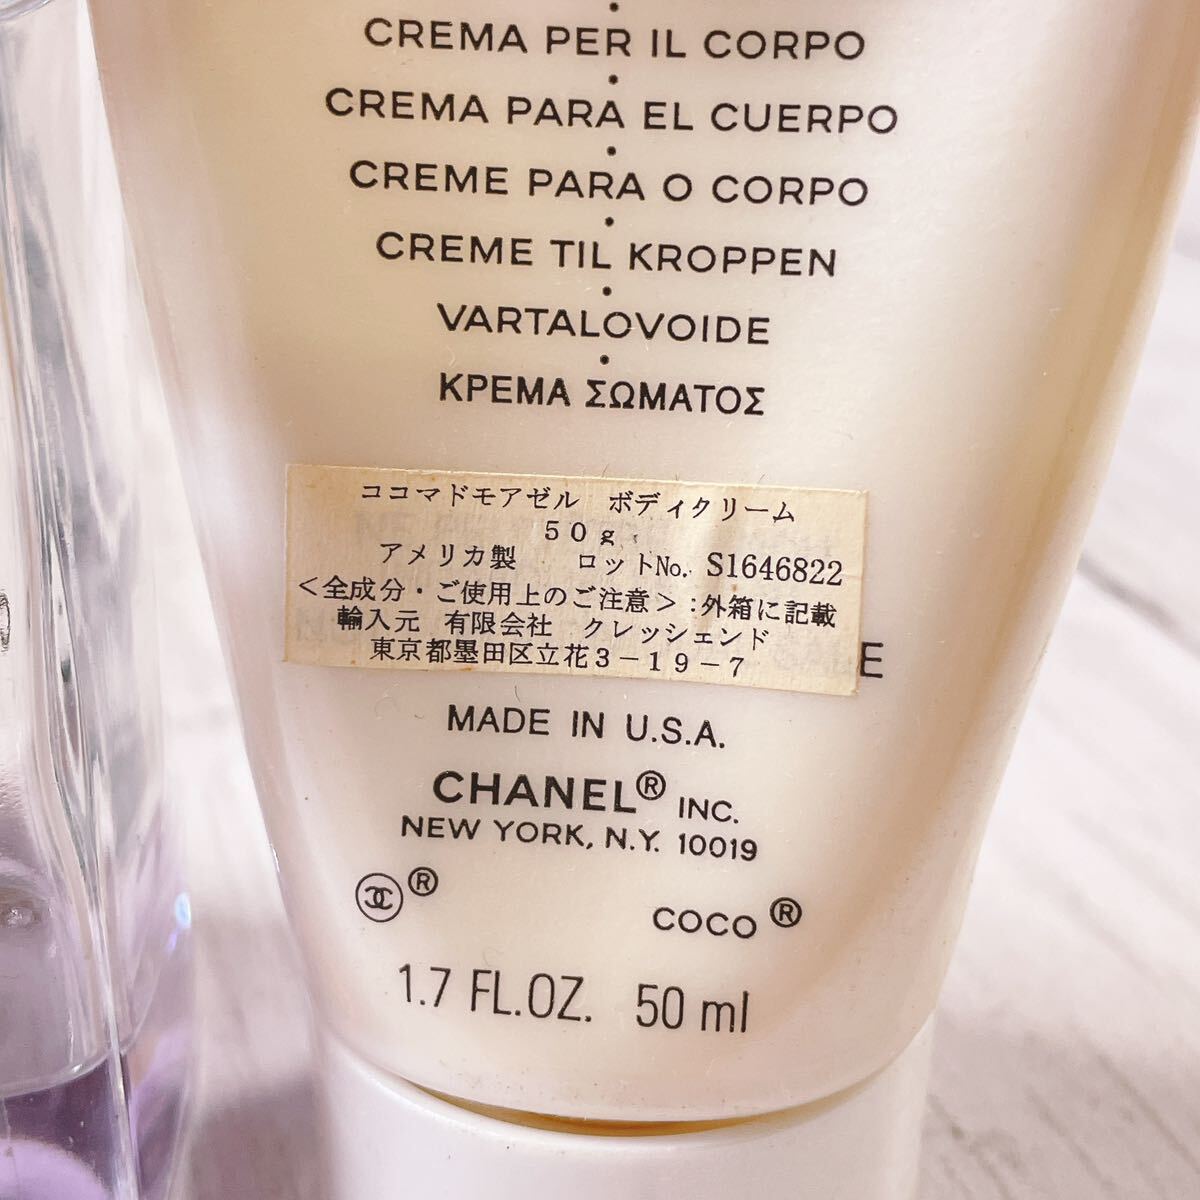 CREMA PER IL CORPO
CREMA PARA EL CUERPO
CREME PARA O CORPO
CREME TIL KROPPEN
VARTALOVOIDE
ΚΡΕΜΑ ΣΩΜΑΤΟΣ
ココマドモアゼル ボディクリーム
50g
アメリカ製 ロットNo. S1646822
<全成分・ご使用上のご注意>:外箱に記載
輸入元 有限会社 クレッシェンド
東京都墨田区立花3-19-7
MADE IN U.S.A.
CHANEL® INC.
NEW YORK, N.Y. 10019
® COCO®
1.7 FL.OZ. 50 ml